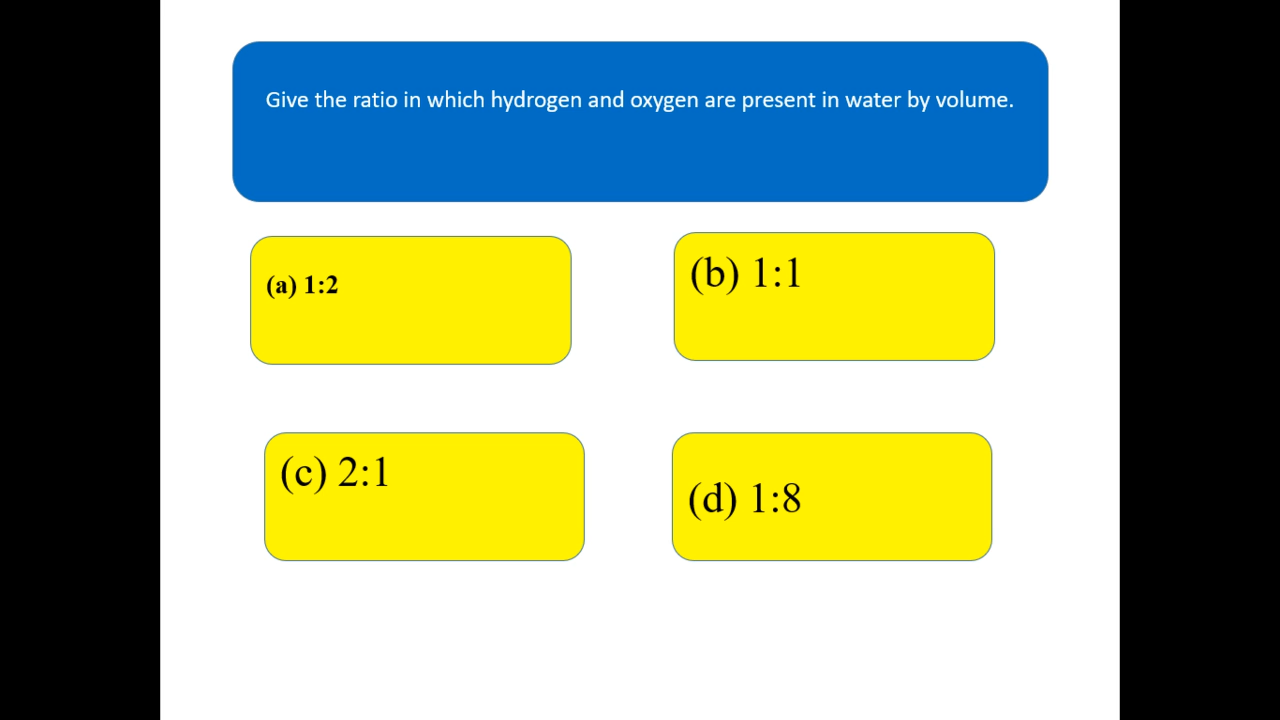 Give the ratio in which hydrogen and oxygen are present in water by volume.
(a) 1:2
(b) 1:1
(c) 2:1
(d) 1:8